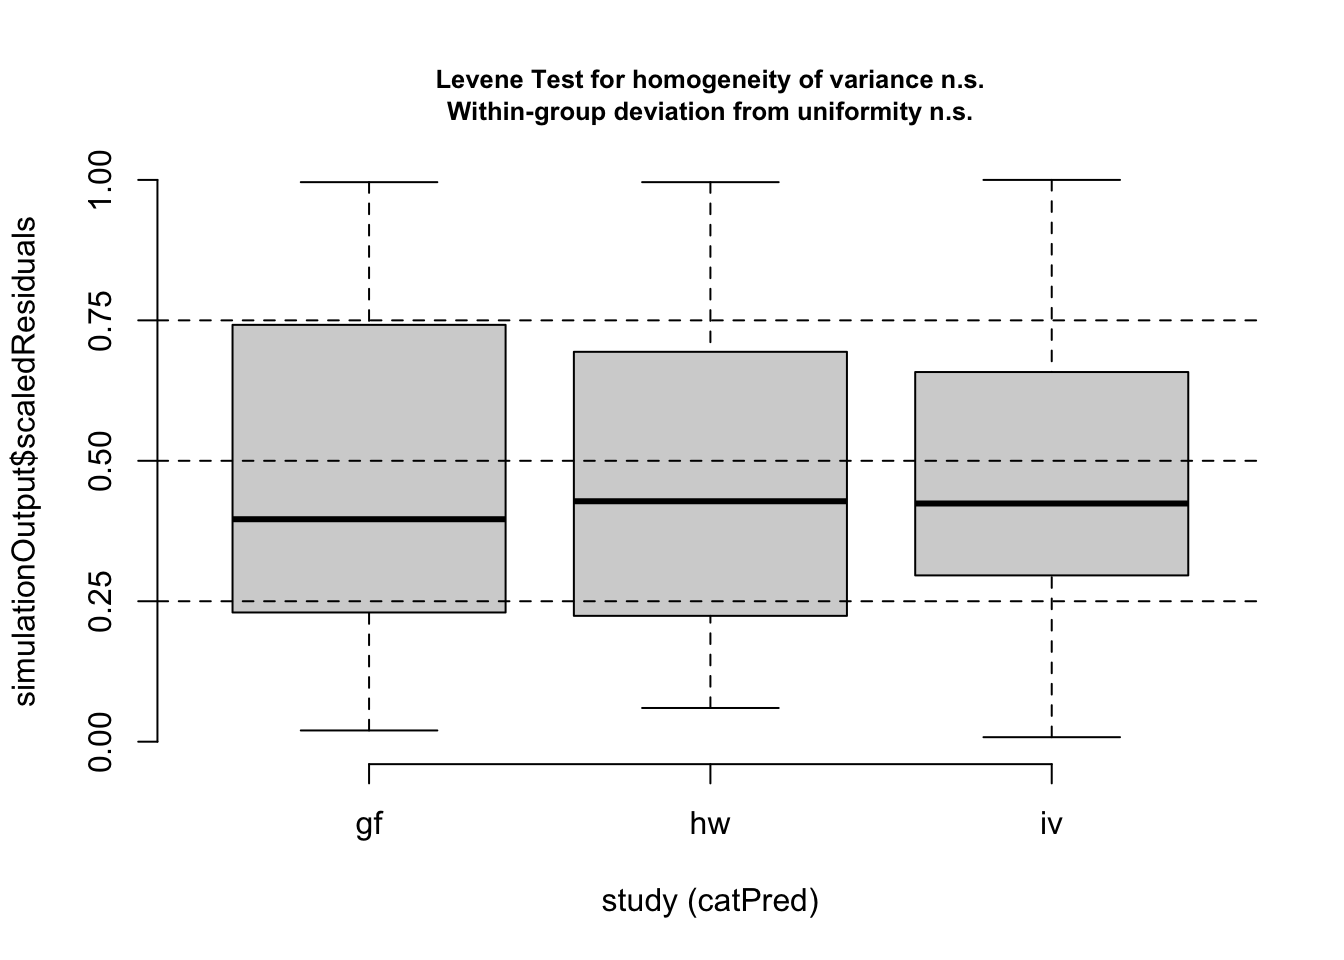 Levene Test for homogeneity of variance n.s.
Within-group deviation from uniformity n.s.
simulationOutput$scaledResiduals
1.00
0.75
0.50
0.25
0.00
gf
hw
iv
study (catPred)